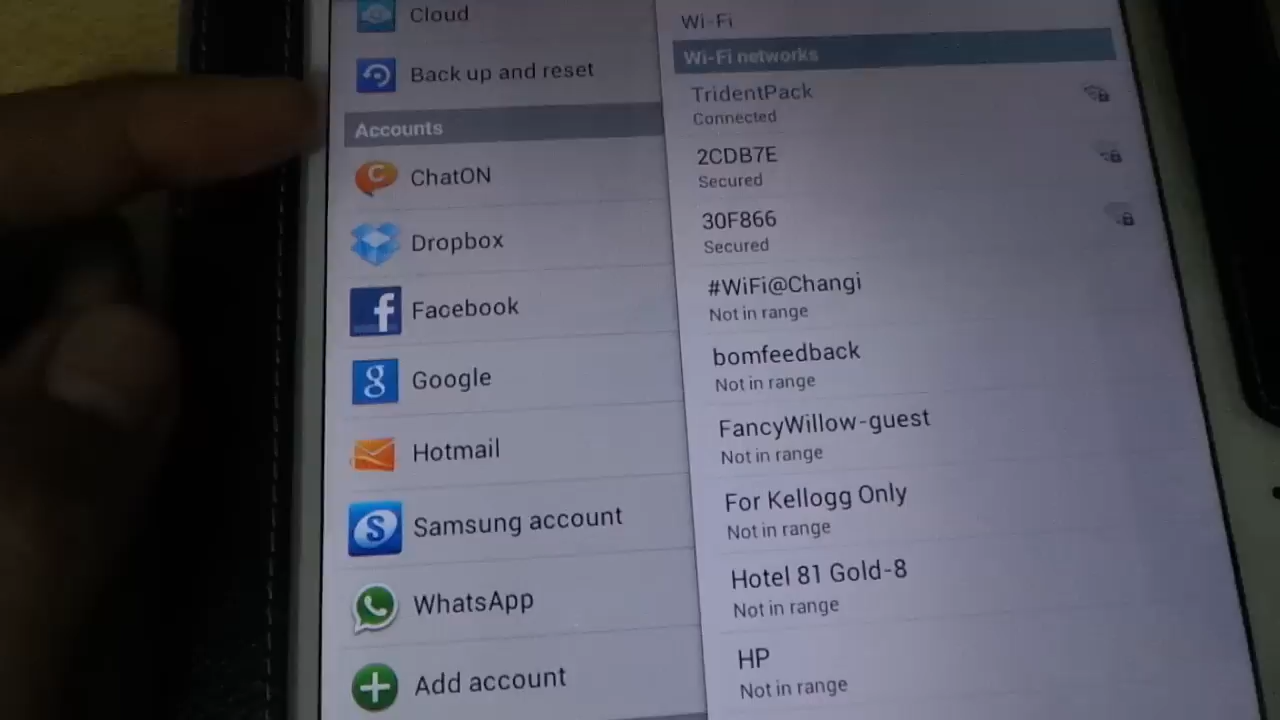 Cloud
Back up and reset
Accounts
ChatON
Dropbox
Facebook
Google
Hotmail
Samsung account
WhatsApp
Add account
Wi-Fi
Wi-Fi networks
TridentPack
Connected
2CDB7E
Secured
30F866
Secured
#WiFi@Changi
Not in range
bomfeedback
Not in range
FancyWillow-guest
Not in range
For Kellogg Only
Not in range
Hotel 81 Gold-8
Not in range
HP
Not in range